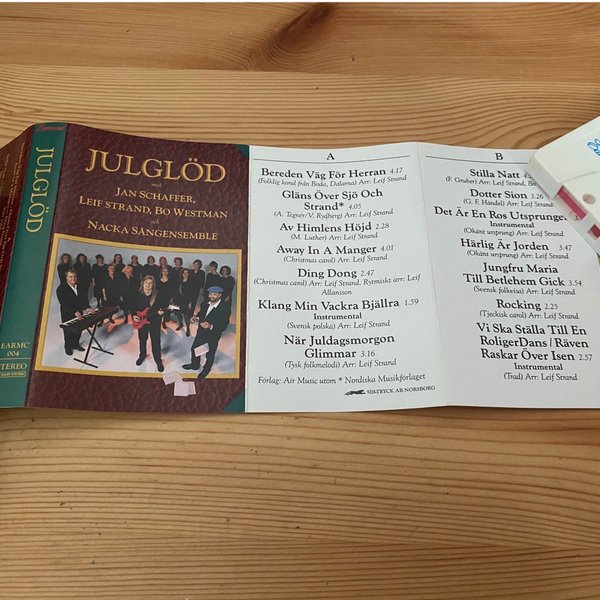 JULGLÖD
EARMC
004
STEREO
JULGLÖD
med
JAN SCHAFFER,
LEIF STRAND, BO WESTMAN
och
NACKA SÅNGENSEMBLE
A
Bereden Väg För Herran 4.17
(Folklig koral från Boda, Dalarna) Arr: Leif Strand
Gläns Över Sjö Och
Strand* 4.05
(A. Tegnér/V. Rydberg) Arr: Leif Strand
Av Himlens Höjd 2.28
(M. Luther) Arr: Leif Strand
Away In A Manger 4.01
(Christmas carol) Arr: Leif Strand
Ding Dong 2.47
(Christmas carol) Arr: Leif Strand. Rytmiskt arr: Leif
Allansson
Klang Min Vackra Bjällra 1.59
Instrumental
(Svensk polska) Arr: Leif Strand
När Juldagsmorgon
Glimmar 3.16
(Tysk folkmelodi) Arr: Leif Strand
Förlag: Air Music utom * Nordiska Musikförlaget
SIBTRYCK AB NORSBORG
B
Stilla Natt
(F. Gruber) Arr: Leif Strand,
Dotter Sion 3.26
(G. F. Händel) Arr: Leif Strand
Det Är En Ros Utsprungen
Instrumental
(Okänt ursprung) Arr: Leif Strand
Härlig Är Jorden 3.47
(Okänt ursprung) Arr: Leif Strand
Jungfru Maria
Till Betlehem Gick 3.54
(Svensk folkvisa) Arr: Leif Strand
Rocking 2.25
(Tjeckisk carol) Arr: Leif Strand
Vi Ska Ställa Till En
RoligerDans / Räven
Raskar Över Isen 2.57
Instrumental
(Trad) Arr: Leif Strand